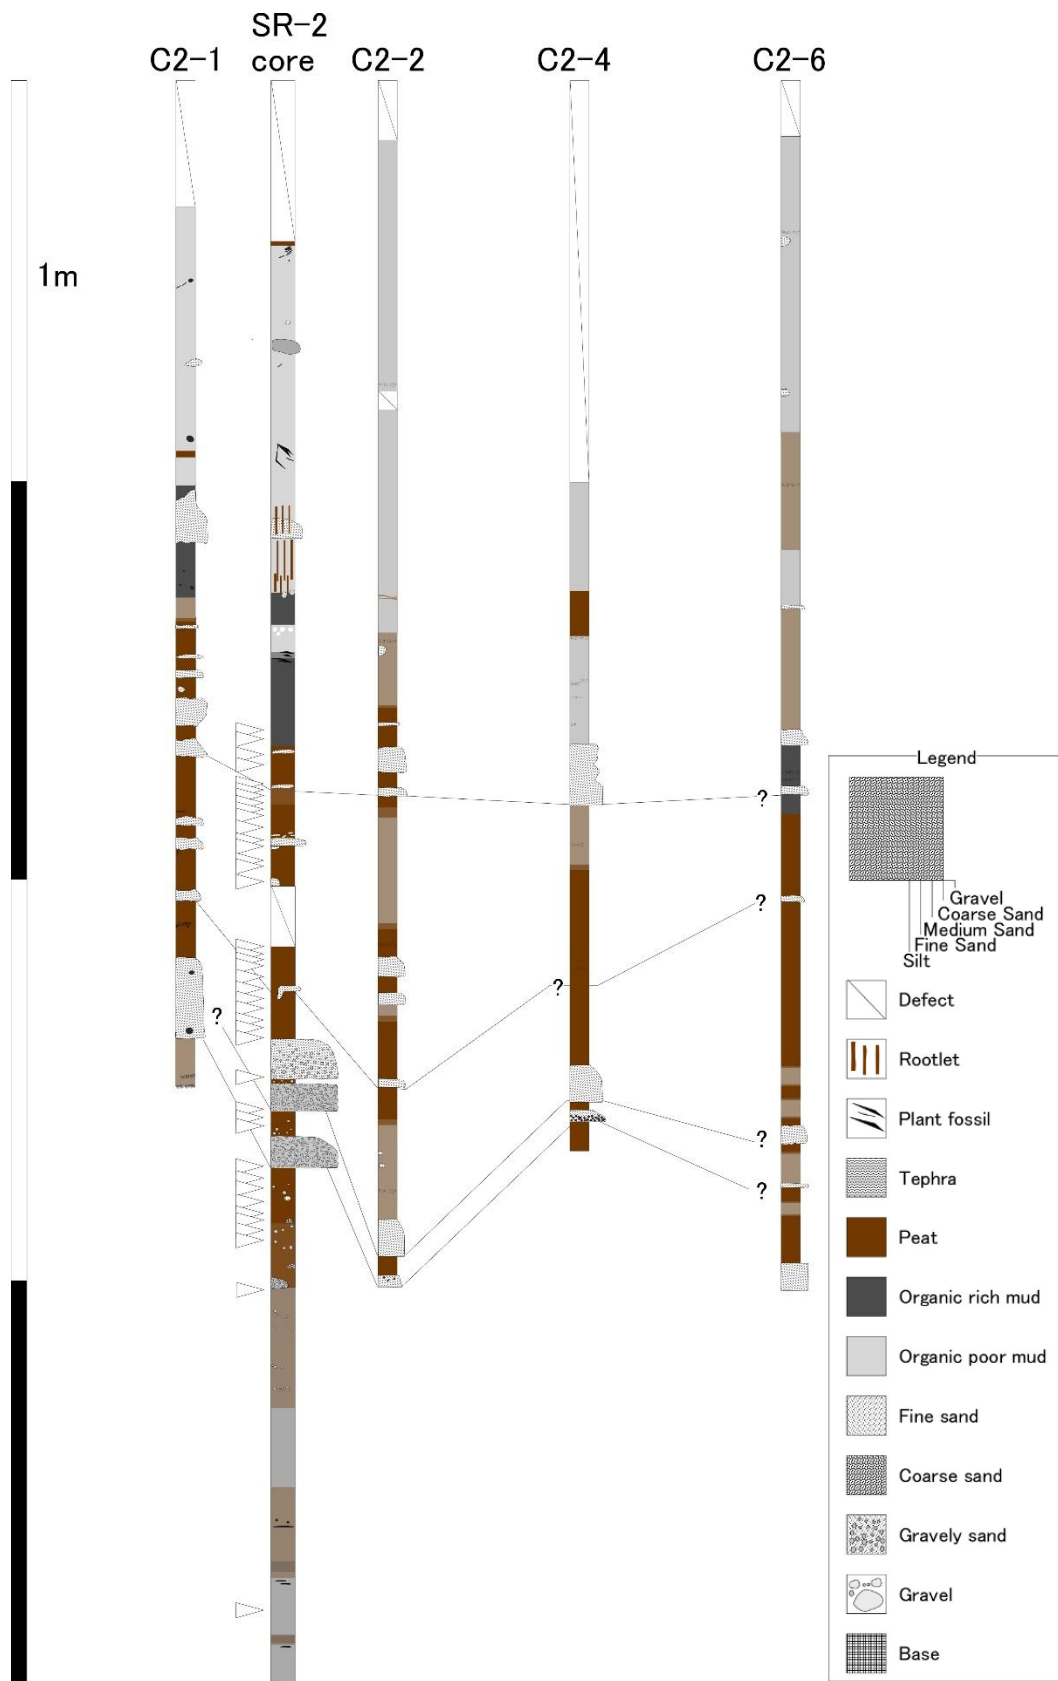 C2-1
SR-2
core
C2-2
C2-4
C2-6
1m
?
?
?
?
?
?
Legend
Gravel
Coarse Sand
Medium Sand
Fine Sand
Silt
Defect
Rootlet
Plant fossil
Tephra
Peat
Organic rich mud
Organic poor mud
Fine sand
Coarse sand
Gravely sand
Gravel
Base